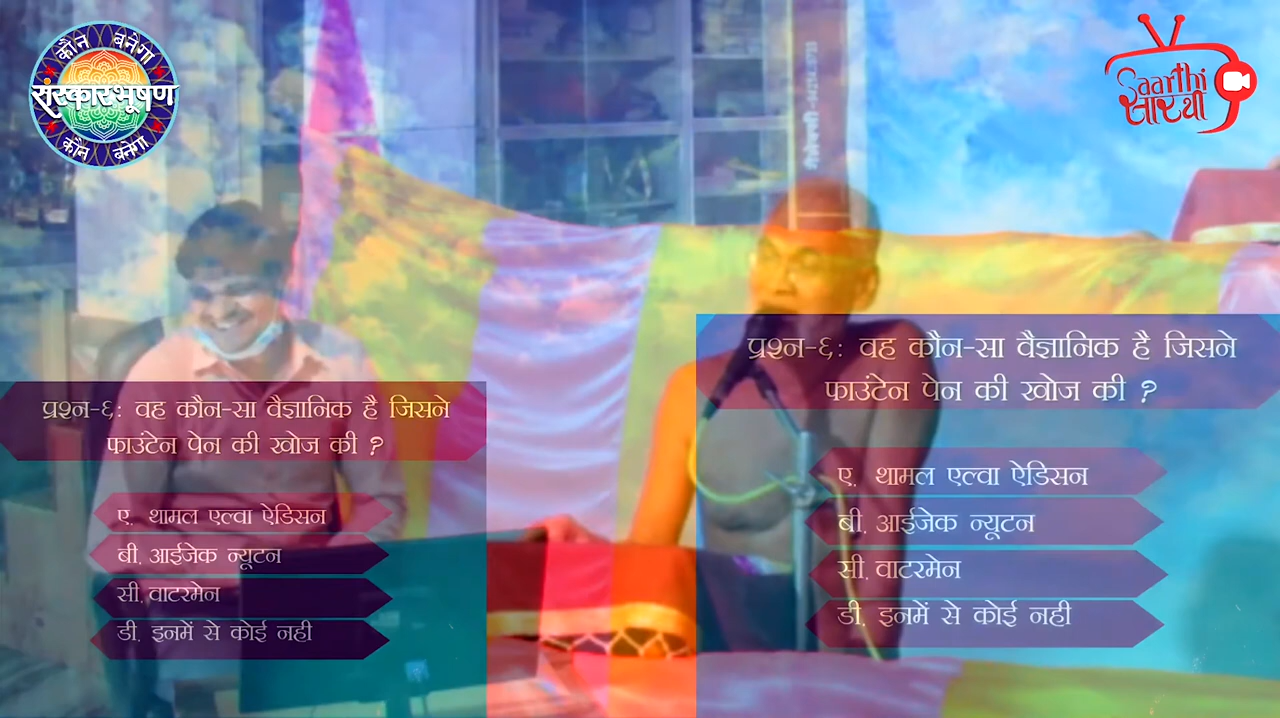 कौन बनेगा
संस्कारभूषण
कौन बनेगा
Saarthi
सारथी
प्रश्न-६: वह कौन-सा वैज्ञानिक है जिसने
फाउंटेन पेन की खोज की ?
ए. थामल एल्वा ऐडिसन
बी. आईजेक न्यूटन
सी. वाटरमेन
डी. इनमें से कोई नही
प्रश्न-६: वह कौन-सा वैज्ञानिक है जिसने
फाउंटेन पेन की खोज की ?
ए. थामल एल्वा ऐडिसन
बी. आईजेक न्यूटन
सी. वाटरमेन
डी. इनमें से कोई नही